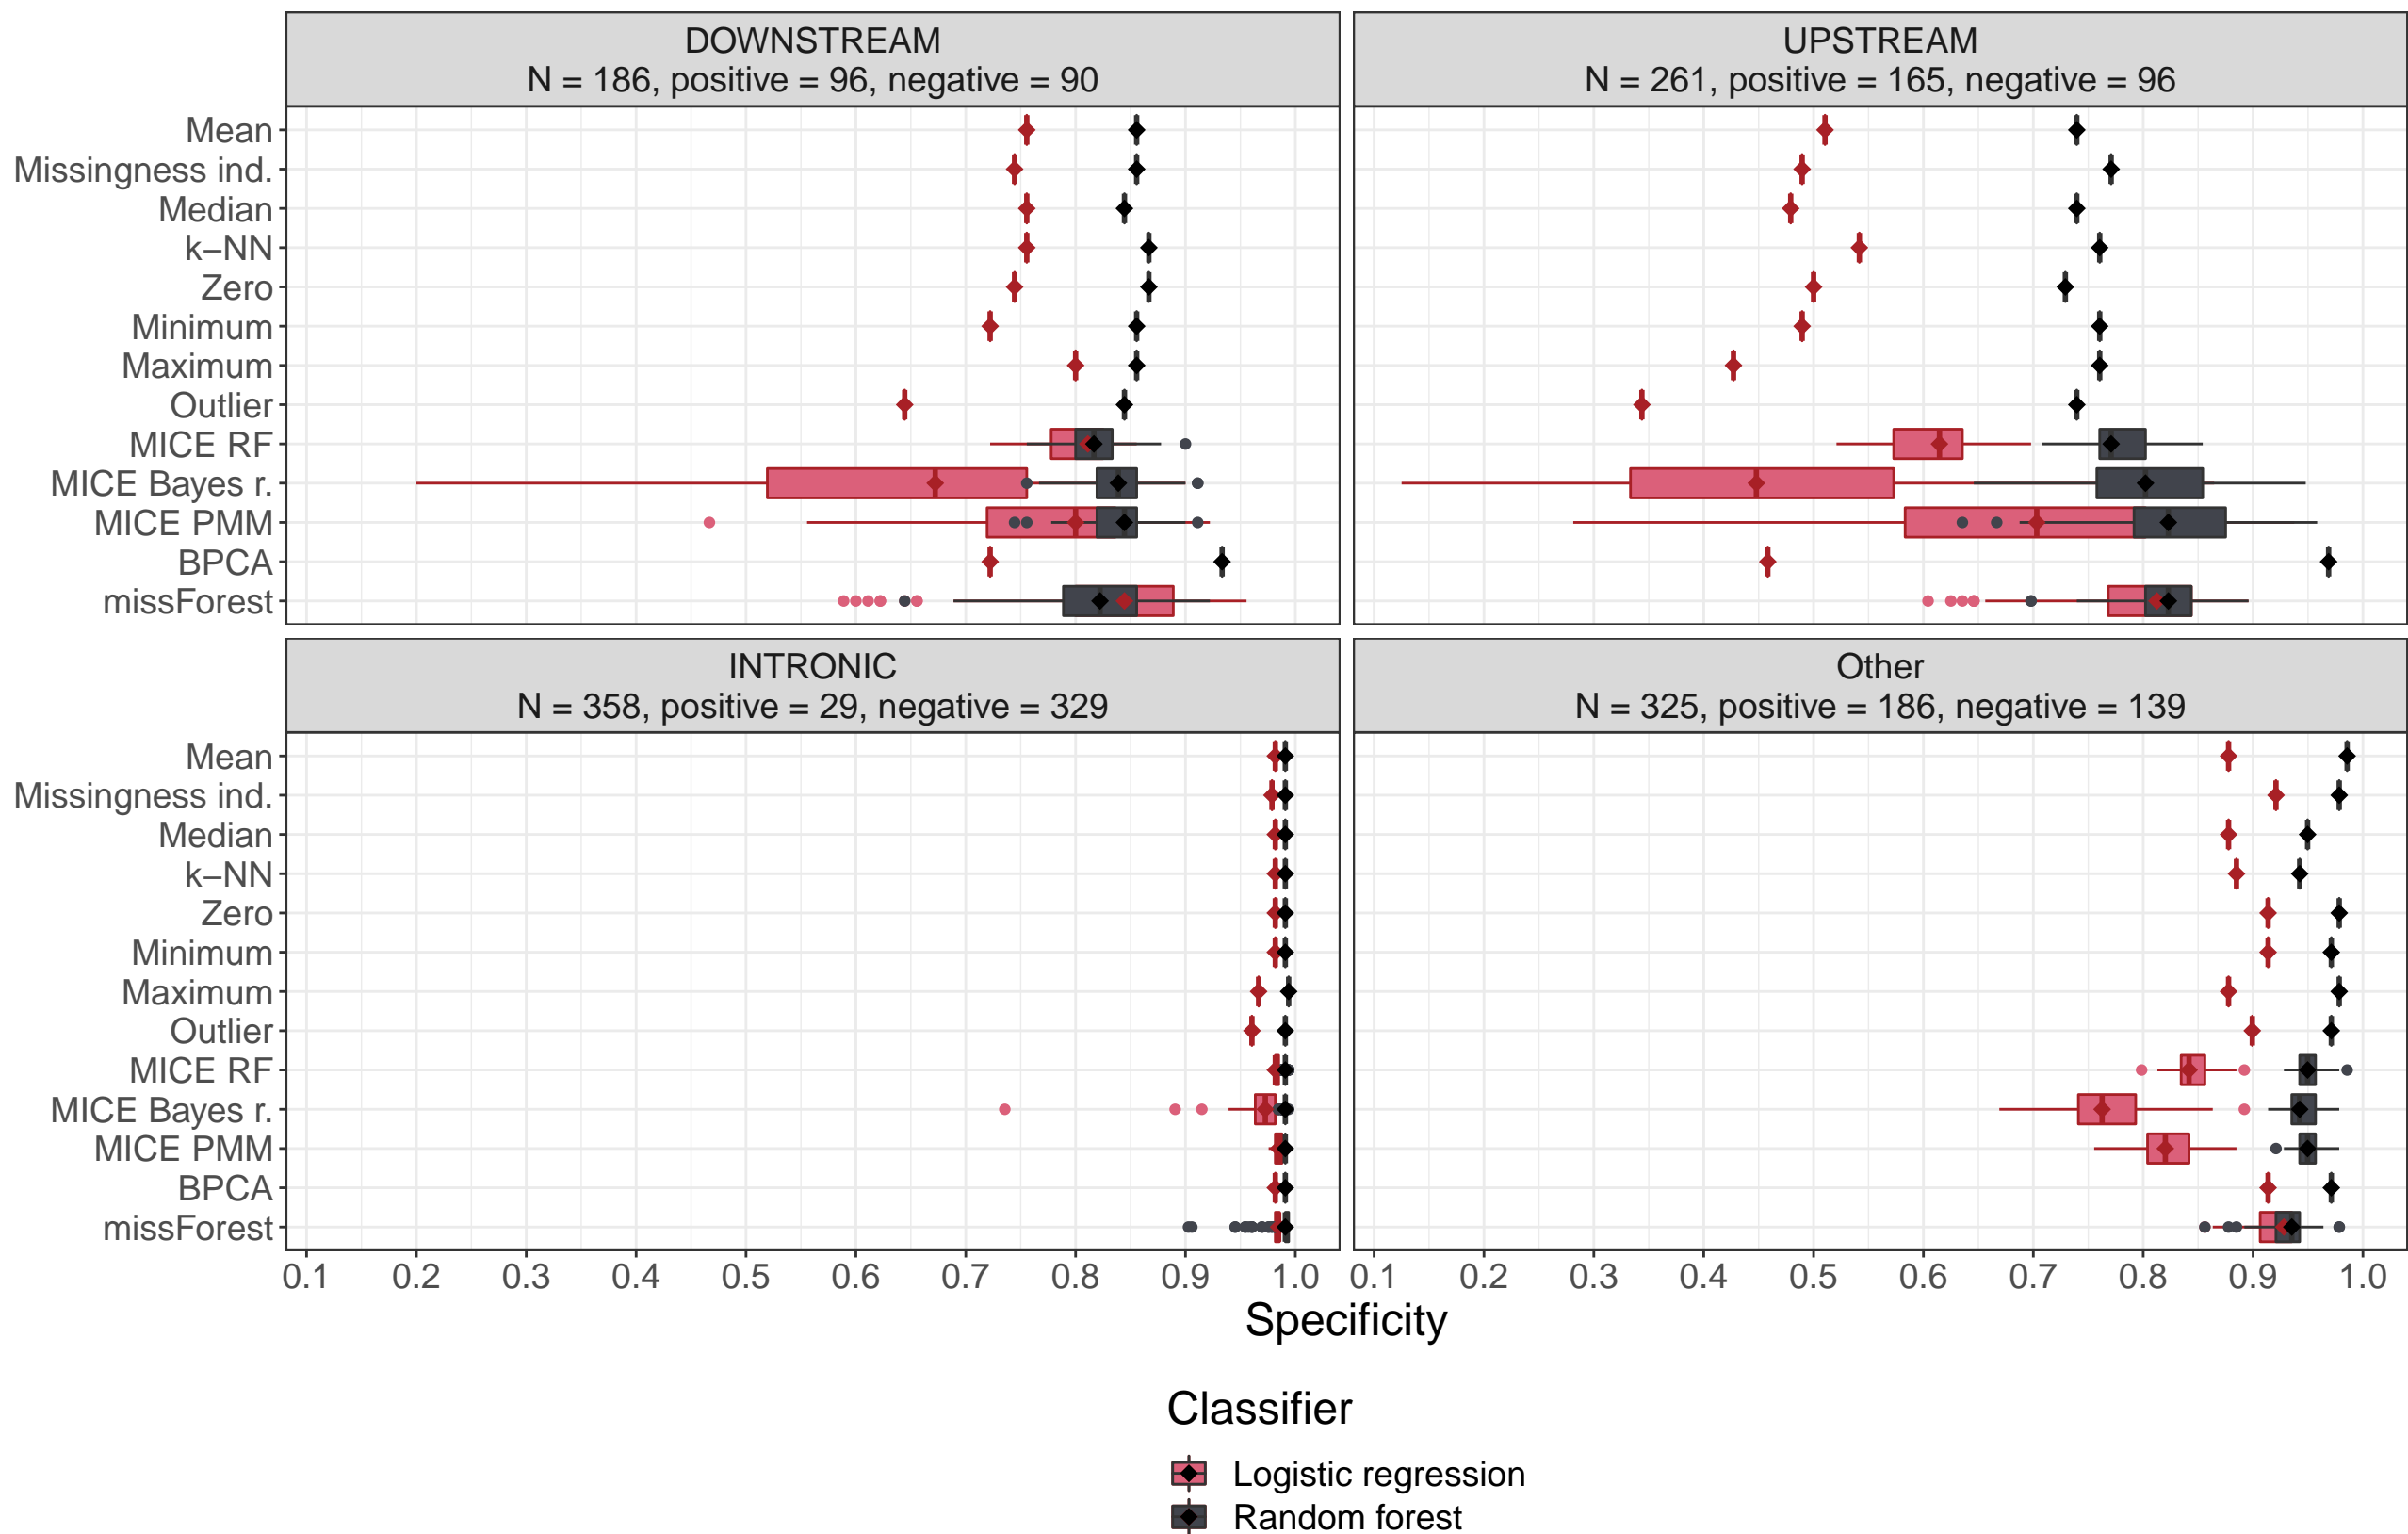 DOWNSTREAM
N = 186, positive = 96, negative = 90
UPSTREAM
N = 261, positive = 165, negative = 96
Mean
Missingness ind.
Median
k−NN
Zero
Minimum
Maximum
Outlier
MICE RF
MICE Bayes r.
MICE PMM
BPCA
missForest
INTRONIC
N = 358, positive = 29, negative = 329
Other
N = 325, positive = 186, negative = 139
Mean
Missingness ind.
Median
k−NN
Zero
Minimum
Maximum
Outlier
MICE RF
MICE Bayes r.
MICE PMM
BPCA
missForest
0.1 0.2 0.3 0.4 0.5 0.6 0.7 0.8 0.9 1.0 0.1 0.2 0.3 0.4 0.5 0.6 0.7 0.8 0.9 1.0
Specificity
Classifier
Logistic regression
Random forest